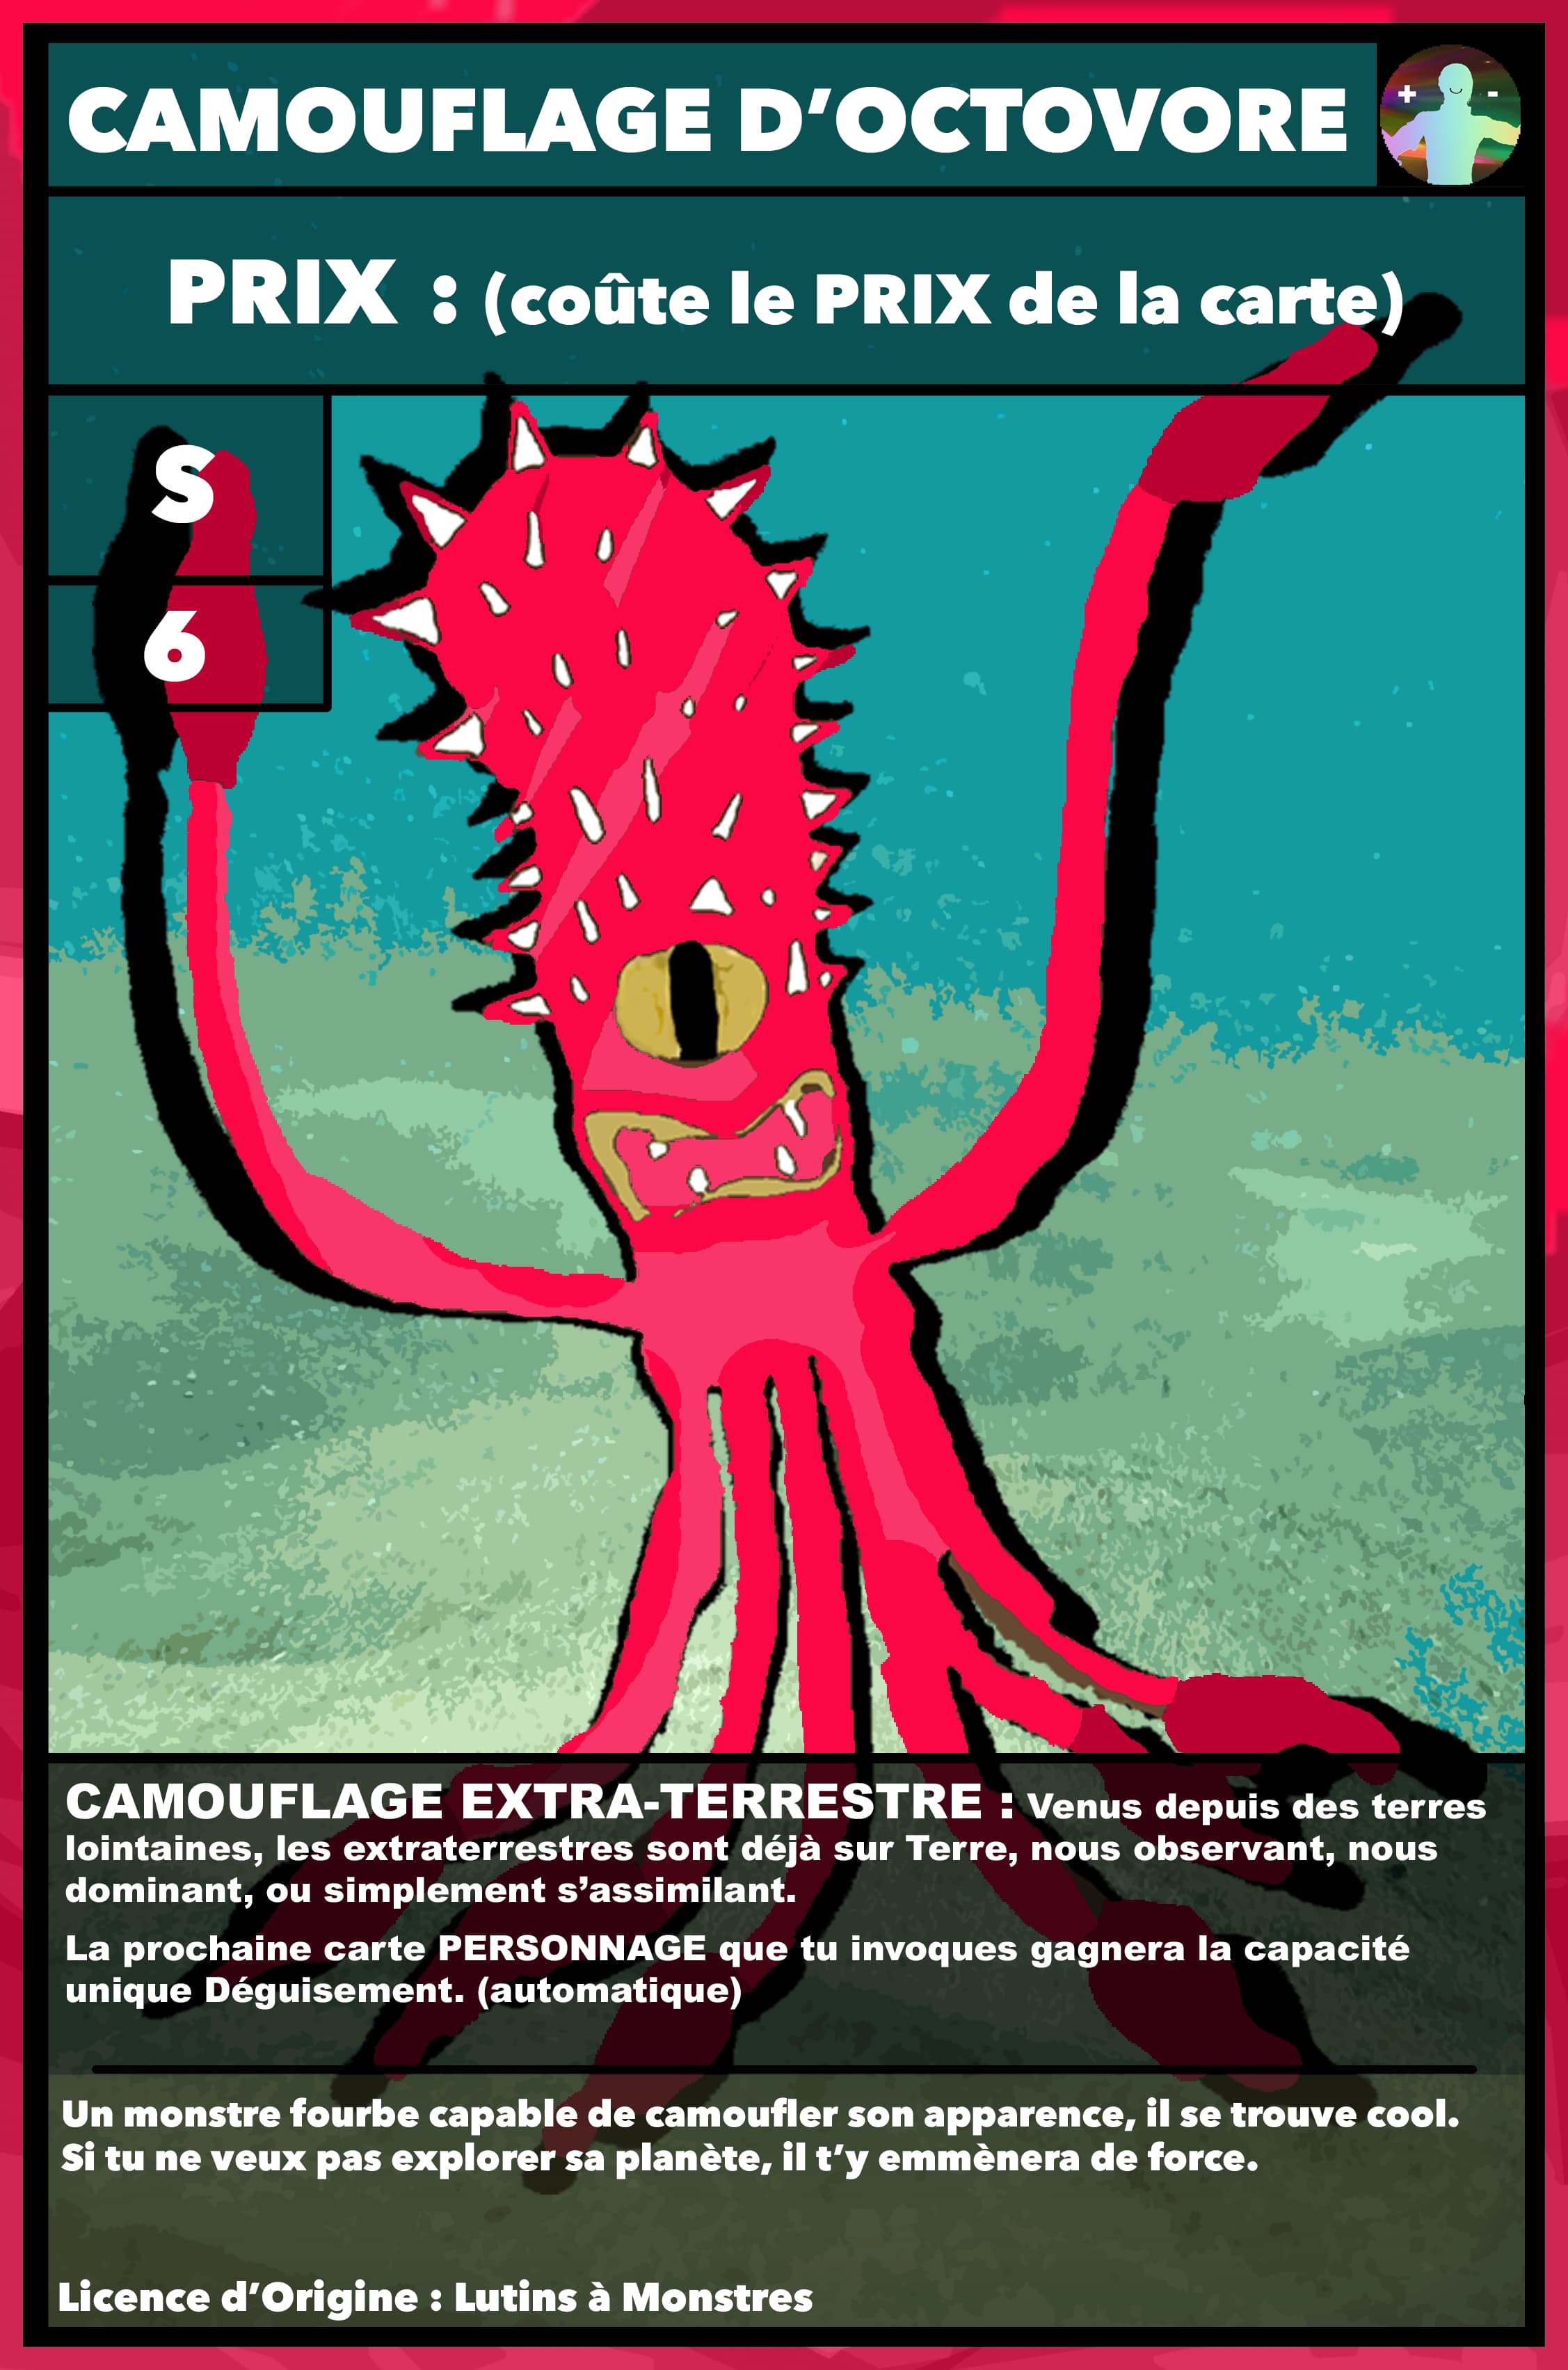 CAMOUFLAGE D’OCTOVORE
+ -
PRIX : (coûte le PRIX de la carte)
S
6
CAMOUFLAGE EXTRA-TERRESTRE : Venus depuis des terres
lointaines, les extraterrestres sont déjà sur Terre, nous observant, nous
dominant, ou simplement s’assimilant.
La prochaine carte PERSONNAGE que tu invoques gagnera la capacité
unique Déguisement. (automatique)
Un monstre fourbe capable de camoufler son apparence, il se trouve cool.
Si tu ne veux pas explorer sa planète, il t’y emmènera de force.
Licence d’Origine : Lutins à Monstres